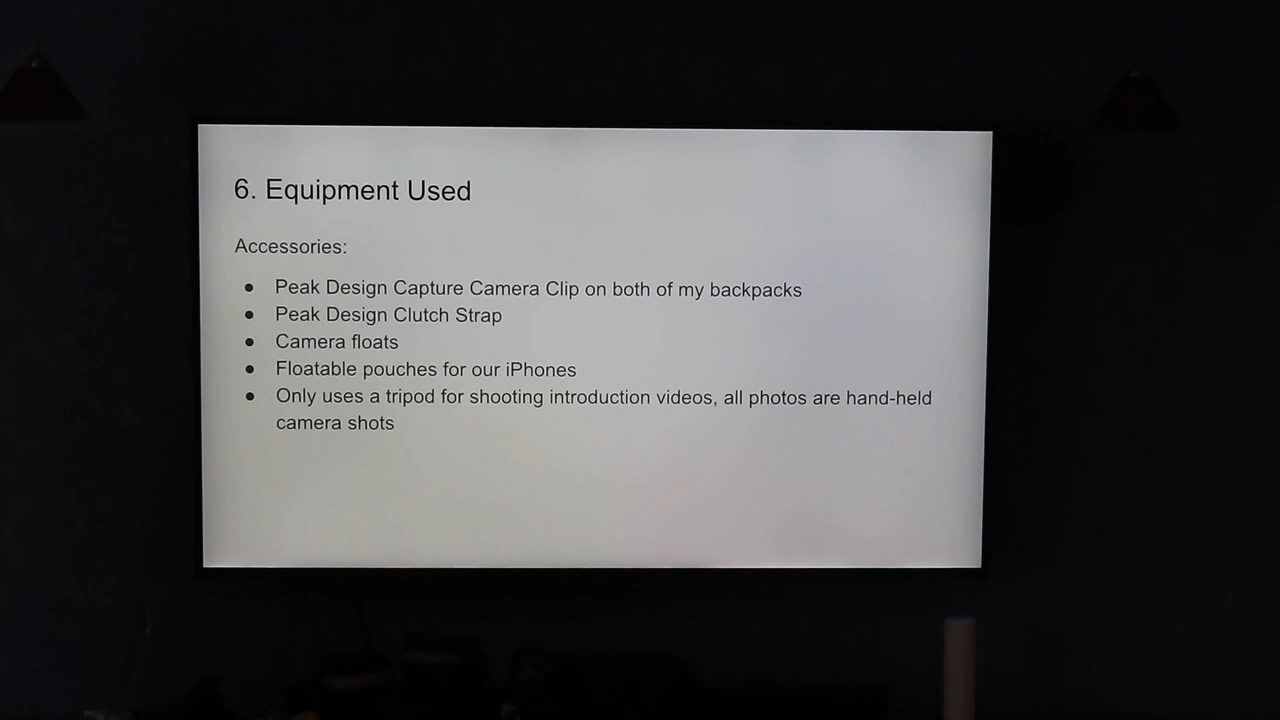 6. Equipment Used
Accessories:
● Peak Design Capture Camera Clip on both of my backpacks
● Peak Design Clutch Strap
● Camera floats
● Floatable pouches for our iPhones
● Only uses a tripod for shooting introduction videos, all photos are hand-held
camera shots